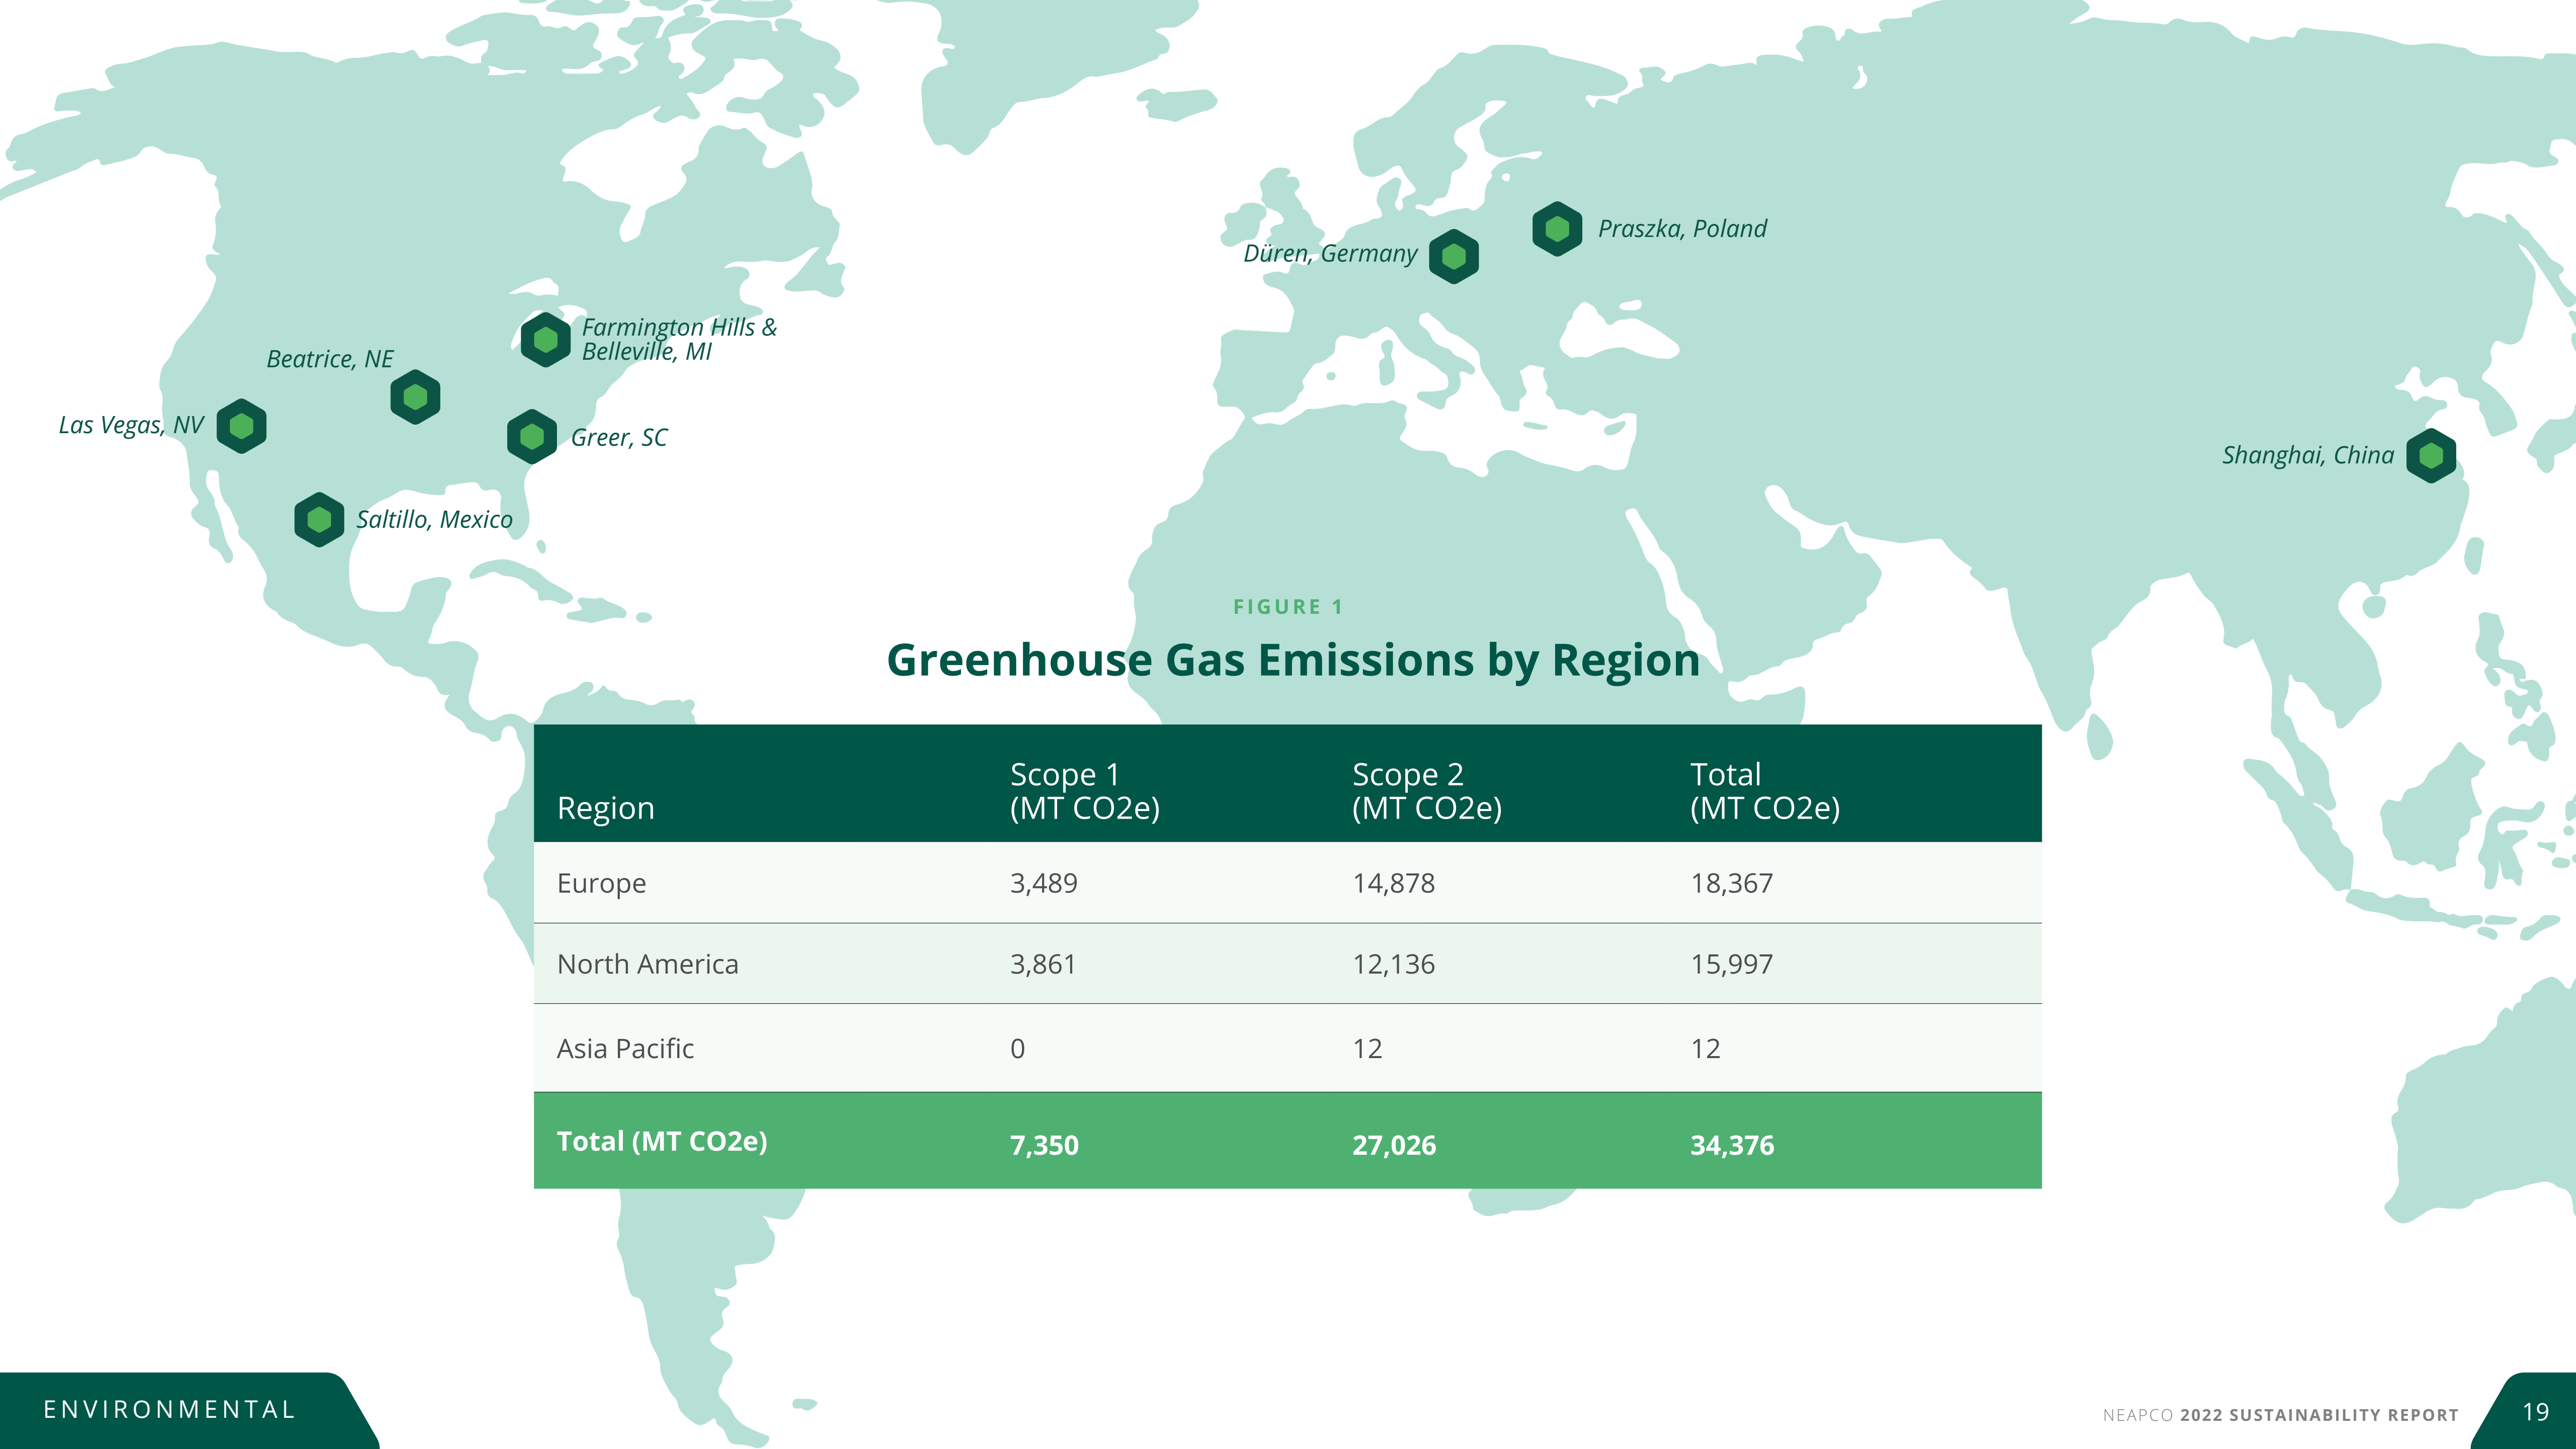 Praszka, Poland
Düren, Germany
Farmington Hills &
Belleville, MI
Beatrice, NE
Las Vegas, NV
Greer, SC
Shanghai, China
Saltillo, Mexico
FIGURE 1
Greenhouse Gas Emissions by Region
Region Scope 1 (MT CO2e) Scope 2 (MT CO2e) Total (MT CO2e)
Europe 3,489 14,878 18,367
North America 3,861 12,136 15,997
Asia Pacific 0 12 12
Total (MT CO2e) 7,350 27,026 34,376
ENVIRONMENTAL
NEAPCO 2022 SUSTAINABILITY REPORT 19